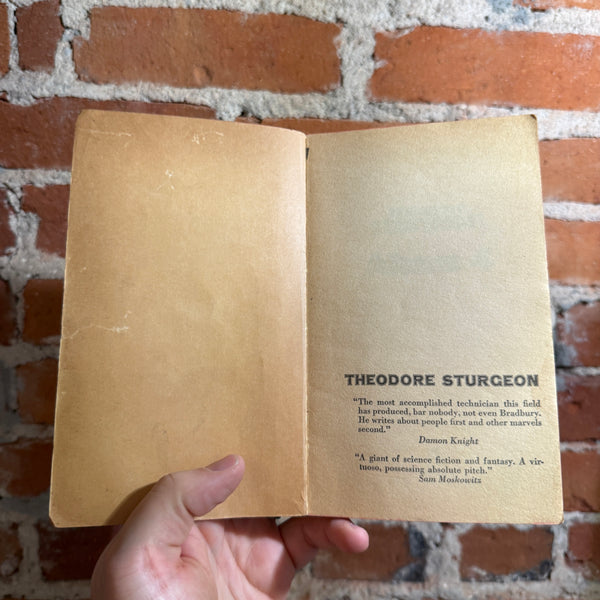 THEODORE STURGEON
“The most accomplished technician this field
has produced, bar nobody, not even Bradbury.
He writes about people first and other marvels
second.”
Damon Knight
“A giant of science fiction and fantasy. A vir-
tuoso, possessing absolute pitch.”
Sam Moskowitz